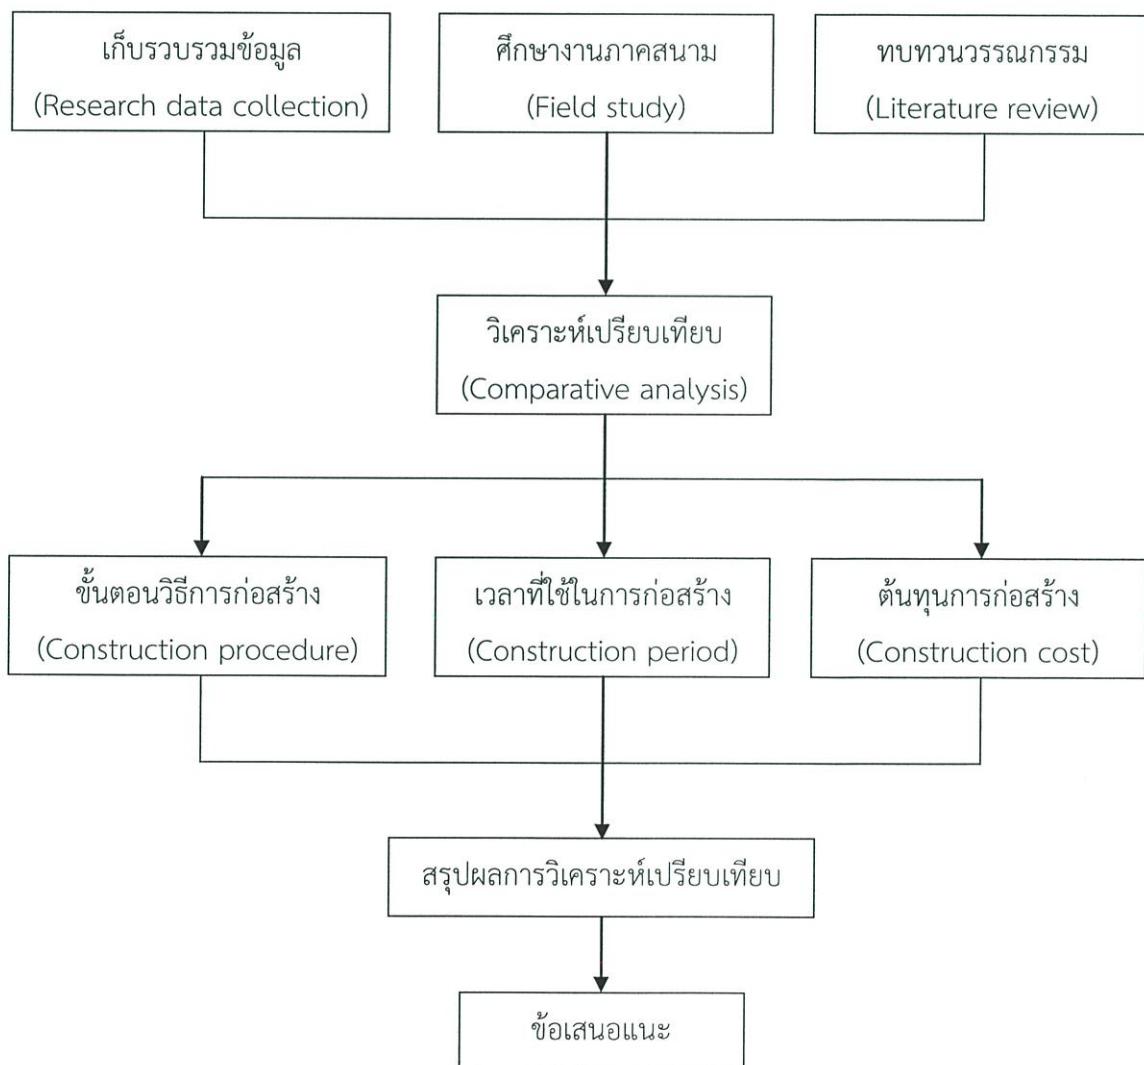 เก็บรวบรวมข้อมูล
(Research data collection)
ศึกษางานภาคสนาม
(Field study)
ทบทวนวรรณกรรม
(Literature review)
วิเคราะห์เปรียบเทียบ
(Comparative analysis)
ขั้นตอนวิธีการก่อสร้าง
(Construction procedure)
เวลาที่ใช้ในการก่อสร้าง
(Construction period)
ต้นทุนการก่อสร้าง
(Construction cost)
สรุปผลการวิเคราะห์เปรียบเทียบ
ข้อเสนอแนะ